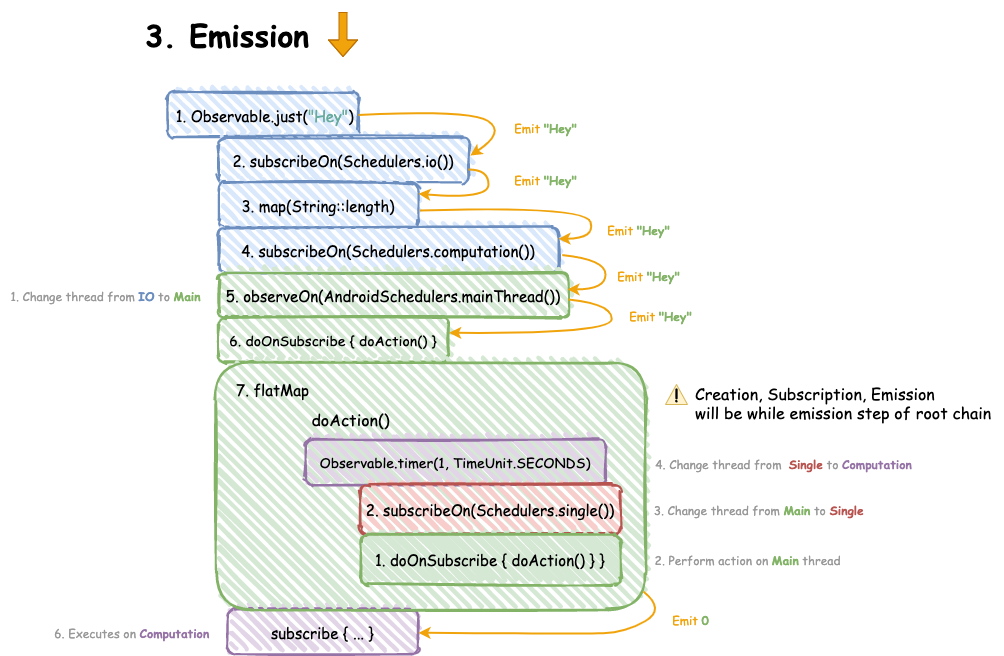 3. Emission
1. Observable.just("Hey")
Emit "Hey"
2. subscribeOn(Schedulers.io())
Emit "Hey"
3. map(String::length)
Emit "Hey"
4. subscribeOn(Schedulers.computation())
Emit "Hey"
1. Change thread from IO to Main
5. observeOn(AndroidSchedulers.mainThread())
Emit "Hey"
6. doOnSubscribe { doAction() }
7. flatMap
Creation, Subscription, Emission
will be while emission step of root chain
doAction()
Observable.timer(1, TimeUnit.SECONDS)
4. Change thread from Single to Computation
2. subscribeOn(Schedulers.single())
3. Change thread from Main to Single
1. doOnSubscribe { doAction() } }
2. Perform action on Main thread
Emit 0
6. Executes on Computation
subscribe { ... }